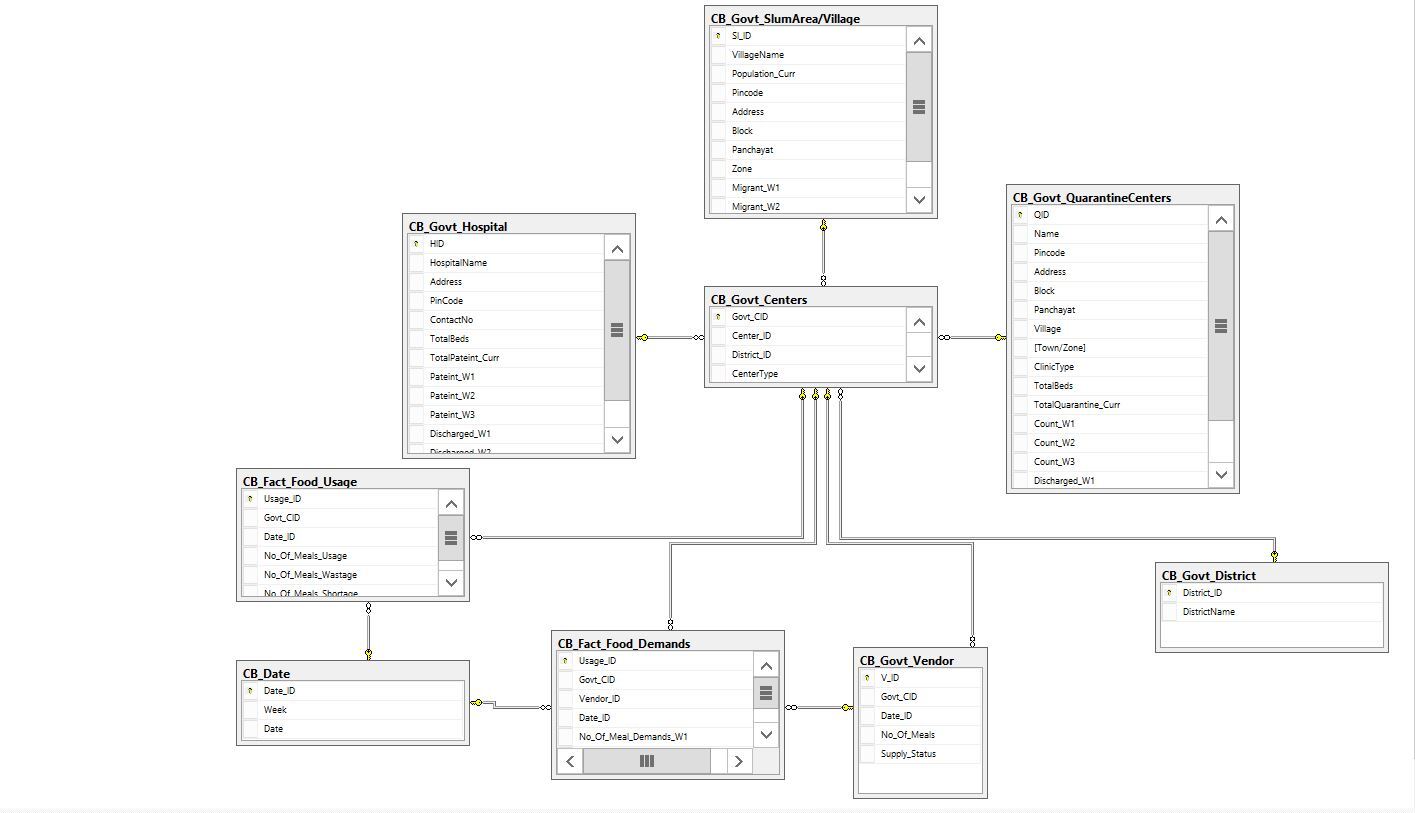 CB_Govt_SlumArea/Village
Sl_ID
VillageName
Population_Curr
Pincode
Address
Block
Panchayat
Zone
Migrant_W1
Migrant_W2
CB_Govt_QuarantineCenters
QID
Name
Pincode
Address
Block
Panchayat
Village
[Town/Zone]
ClinicType
TotalBeds
TotalQuarantine_Curr
Count_W1
Count_W2
Count_W3
Discharged_W1
CB_Govt_Hospital
HID
HospitalName
Address
PinCode
ContactNo
TotalBeds
TotalPateint_Curr
Pateint_W1
Pateint_W2
Pateint_W3
Discharged_W1
Discharged_W2
CB_Govt_Centers
Govt_CID
Center_ID
District_ID
CenterType
CB_Fact_Food_Usage
Usage_ID
Govt_CID
Date_ID
No_Of_Meals_Usage
No_Of_Meals_Wastage
No_Of_Meals_Shortage
CB_Govt_District
District_ID
DistrictName
CB_Fact_Food_Demands
Usage_ID
Govt_CID
Vendor_ID
Date_ID
No_Of_Meal_Demands_W1
CB_Govt_Vendor
V_ID
Govt_CID
Date_ID
No_Of_Meals
Supply_Status
CB_Date
Date_ID
Week
Date